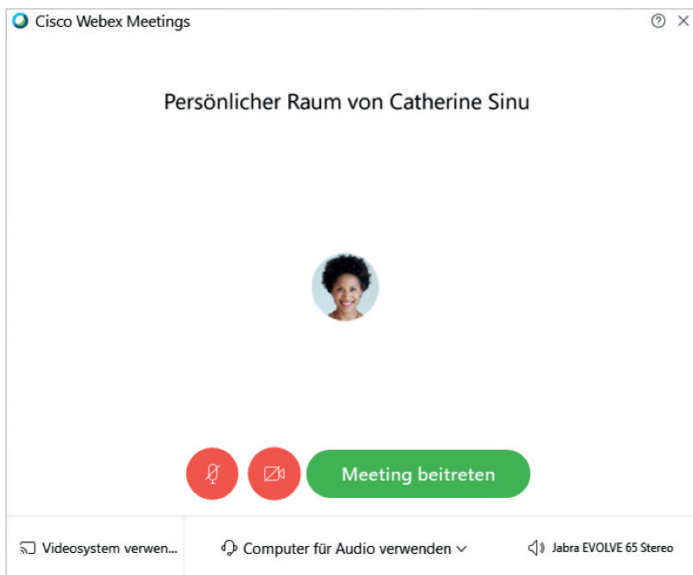 Cisco Webex Meetings
Persönlicher Raum von Catherine Sinu
Meeting beitreten
Videosystem verwen...
Computer für Audio verwenden
Jabra EVOLVE 65 Stereo